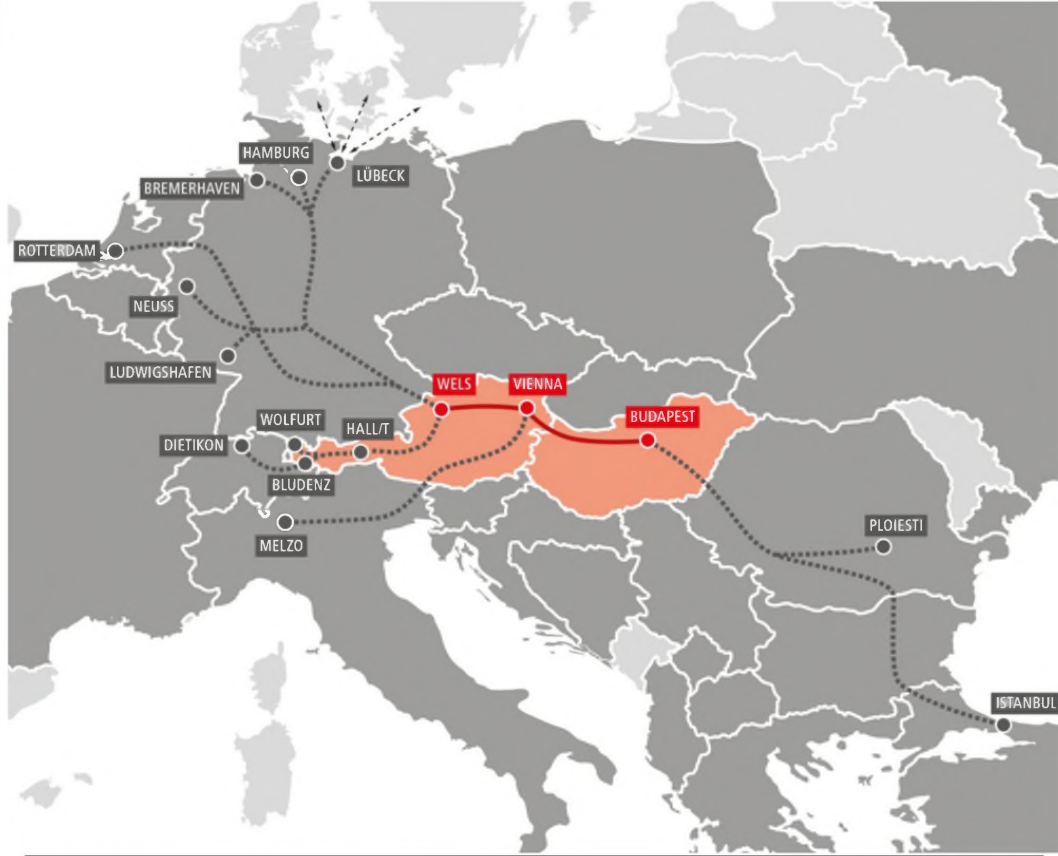 HAMBURG
LÜBECK
BREMERHAVEN
ROTTERDAM
NEUSS
LUDWIGSHAFEN
WELS
VIENNA
BUDAPEST
WOLFURT
HALL/T
DIETIKON
BLUDENZ
MELZO
PLOIESTI
ISTANBUL